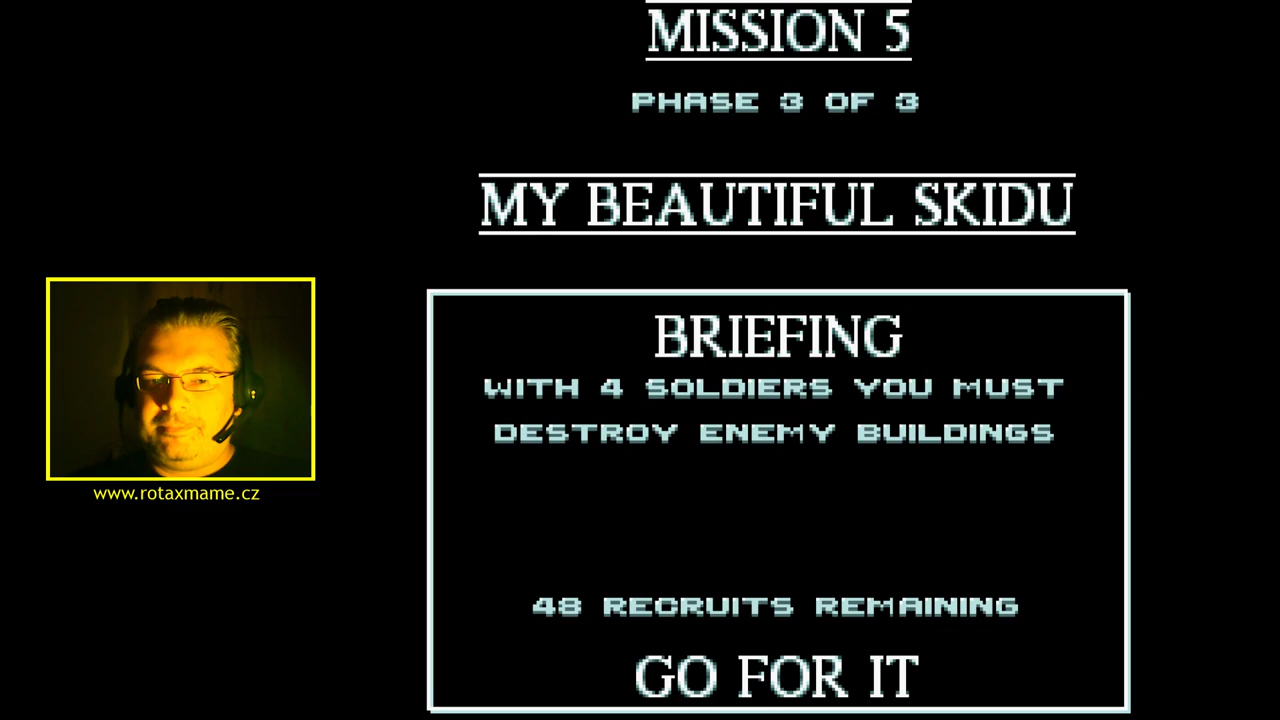 MISSION 5
PHASE 3 OF 3
MY BEAUTIFUL SKIDU
BRIEFING
WITH 4 SOLDIERS YOU MUST
DESTROY ENEMY BUILDINGS
www.rotaxmame.cz
48 RECRUITS REMAINING
GO FOR IT